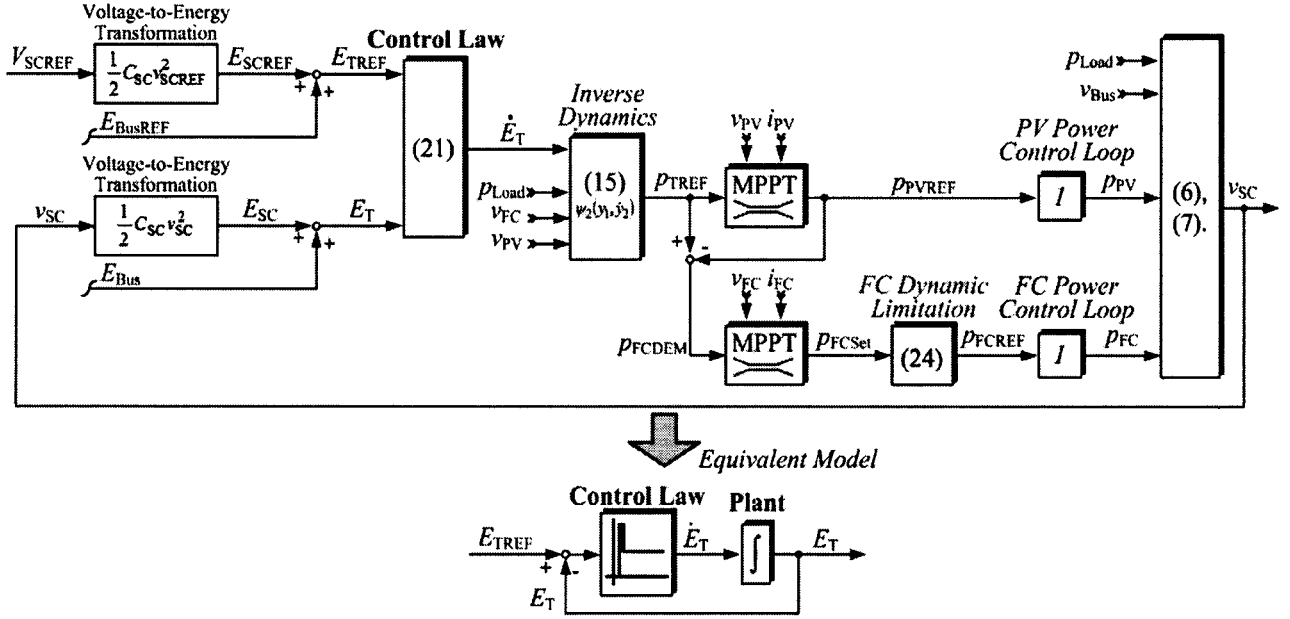 Voltage-to-Energy
Transformation
V_SCREF
1/2 C_SC v²_SCREF
E_SCREF
E_TREF
+
+
E_BusREF
Control Law
(21)
Voltage-to-Energy
Transformation
v_SC
1/2 C_SC v²_SC
E_SC
E_T
+
+
E_Bus
Ė_T
Inverse
Dynamics
p_Load
v_FC
v_PV
(15)
ψ₂(y₁,ẏ₂)
p_TREF
v_PV i_PV
MPPT
p_PVREF
PV Power
Control Loop
1
p_PV
p_Load
v_Bus
(6),
(7).
v_SC
+
-
p_FCDEM
v_FC i_FC
MPPT
p_FCSet
FC Dynamic
Limitation
(24)
p_FCREF
FC Power
Control Loop
1
p_FC
Equivalent Model
Control Law
Plant
E_TREF
+
-
Ė_T
∫
E_T
E_T